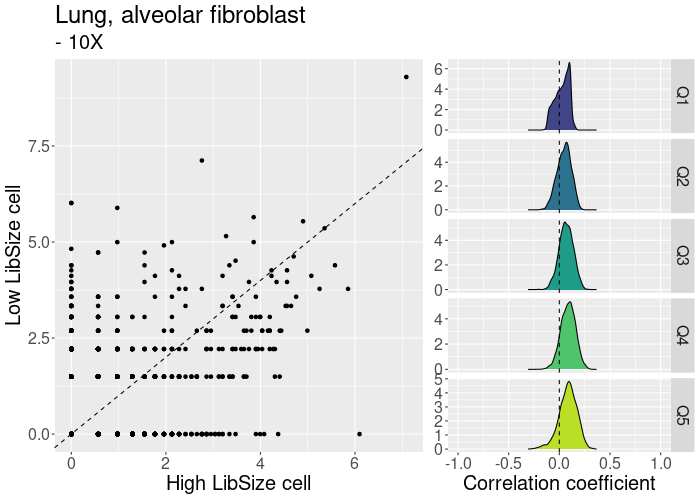 Lung, alveolar fibroblast
- 10X
Low LibSize cell
7.5
5.0
2.5
0.0
0 2 4 6
High LibSize cell
6
4
2
0
Q1
4
2
0
Q2
4
2
0
Q3
4
2
0
Q4
5
4
3
2
1
0
Q5
-1.0 -0.5 0.0 0.5 1.0
Correlation coefficient